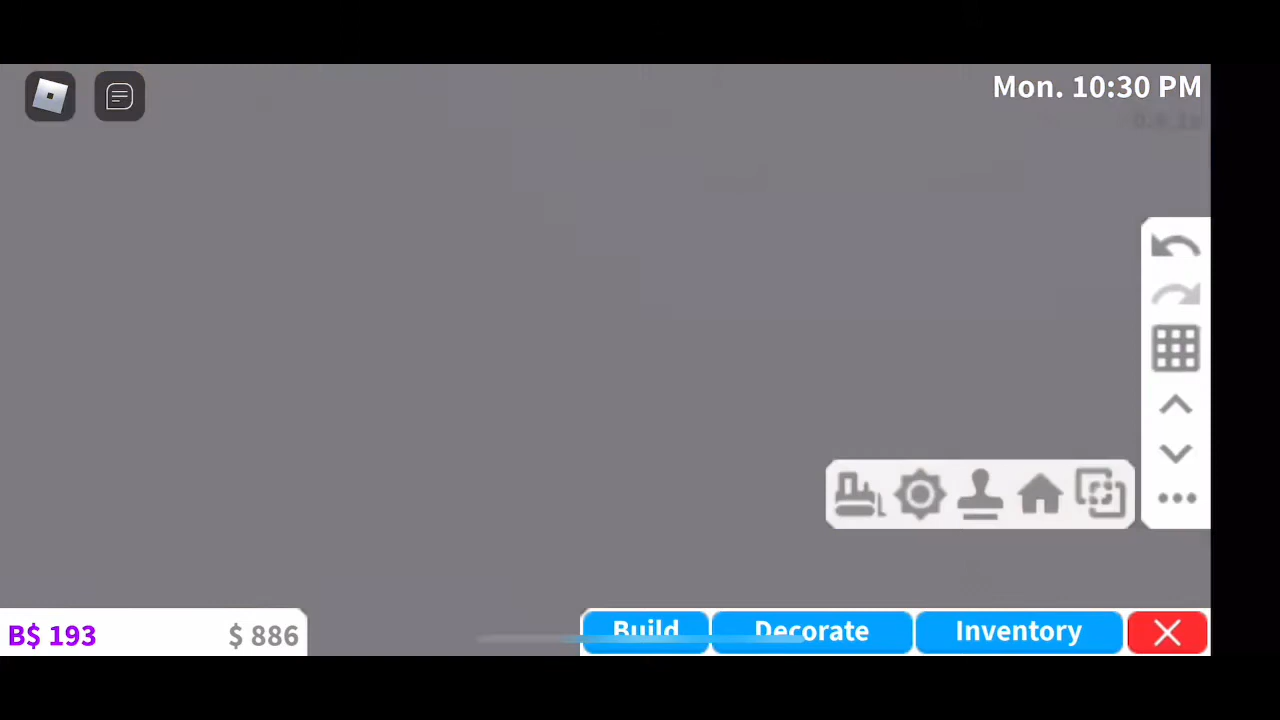 Mon. 10:30 PM
B$ 193
$ 886
Build
Decorate
Inventory